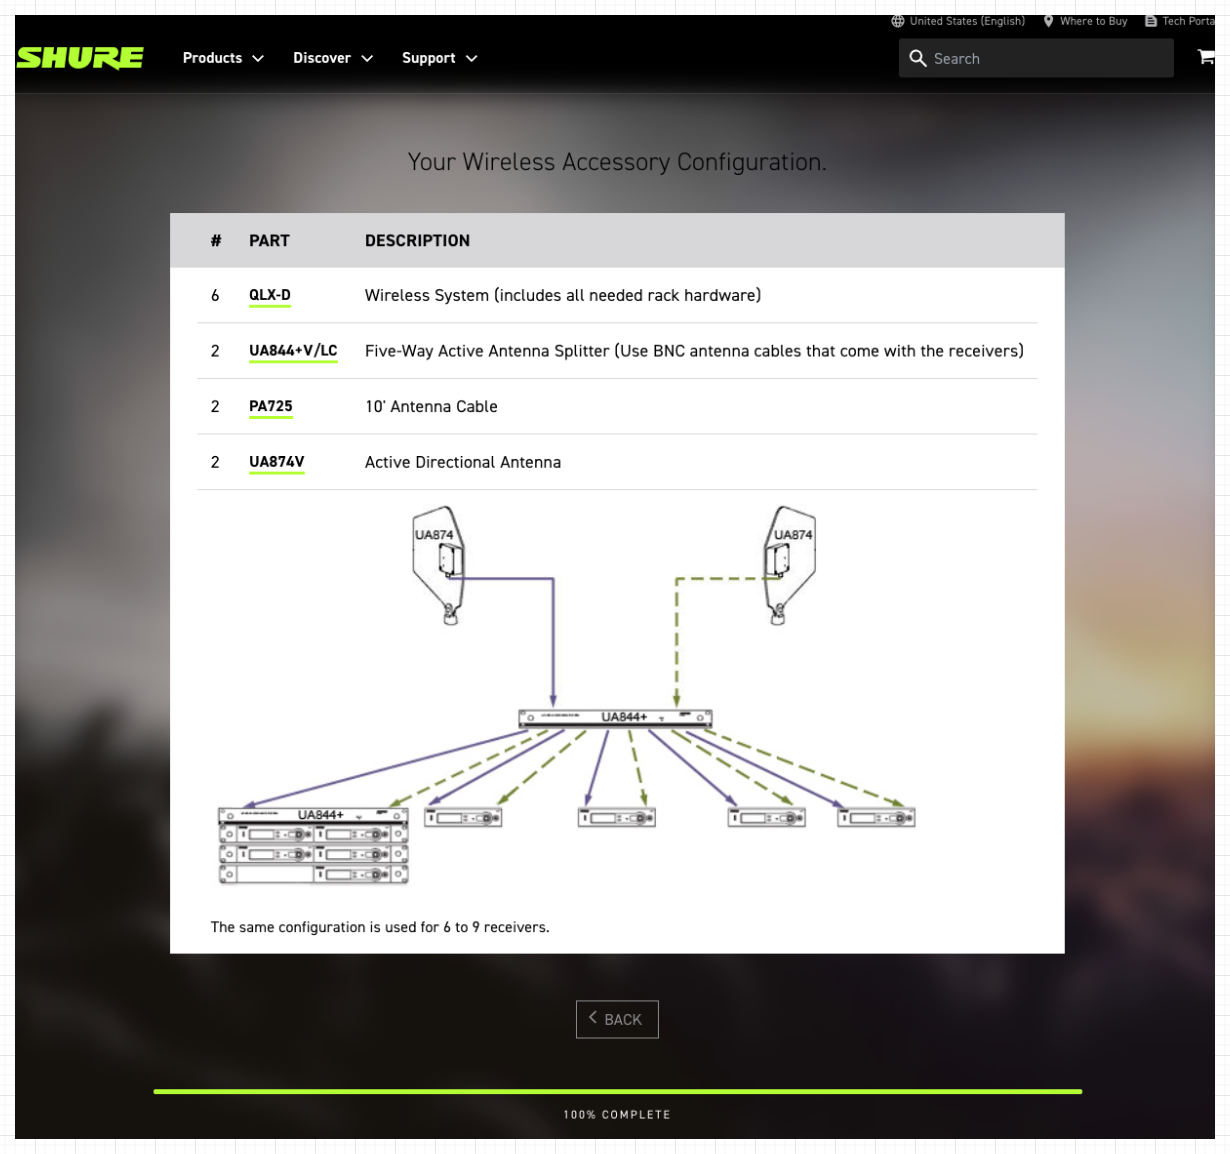 United States (English) Where to Buy Tech Porta
SHURE Products Discover Support Search
Your Wireless Accessory Configuration.
# PART DESCRIPTION
6 QLX-D Wireless System (includes all needed rack hardware)
2 UA844+V/LC Five-Way Active Antenna Splitter (Use BNC antenna cables that come with the receivers)
2 PA725 10' Antenna Cable
2 UA874V Active Directional Antenna
UA874 UA874
UA844+
UA844+
The same configuration is used for 6 to 9 receivers.
BACK
100% COMPLETE